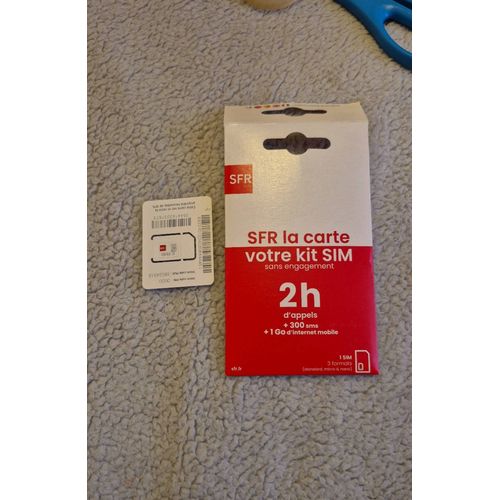 SFR
SFR la carte
votre kit SIM
sans engagement
2h
d'appels
+ 300 sms
+ 1 Go d'internet mobile
1 SIM
3 formats
(standard, micro & nano)
sfr.fr